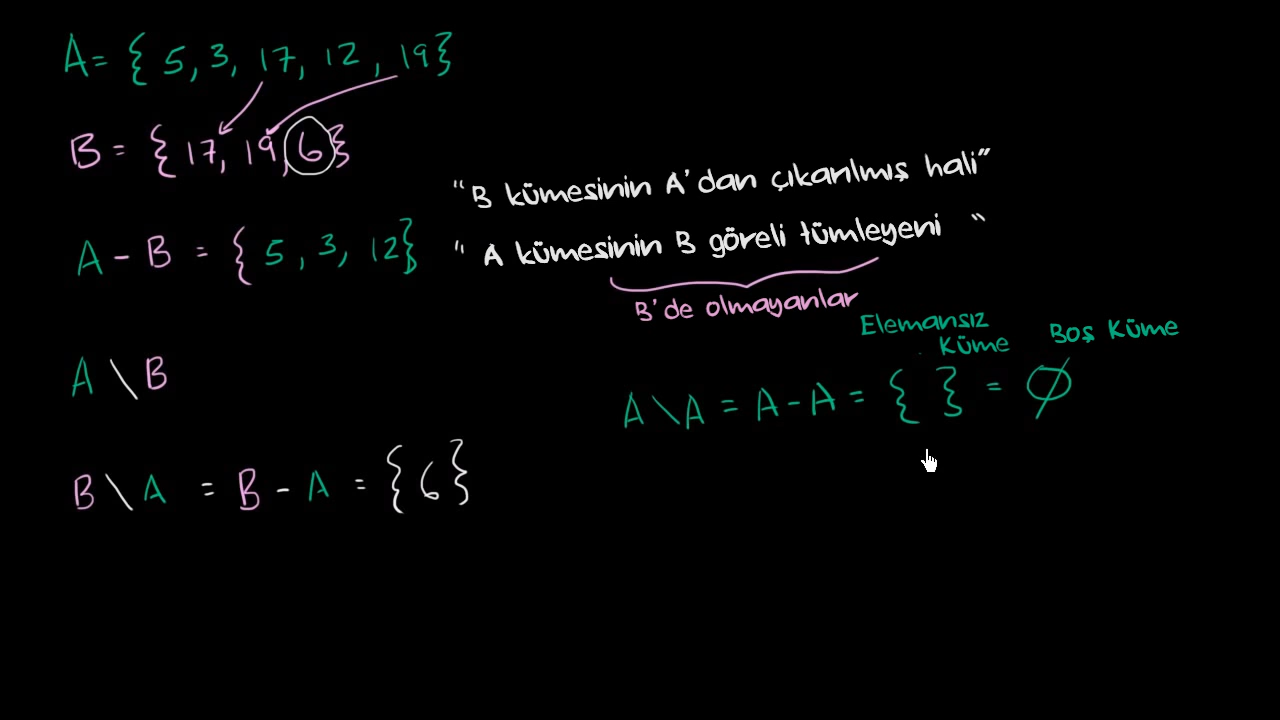 A = { 5, 3, 17, 12, 19}
B = { 17, 19, 6}
"B kümesinin A'dan çıkarılmış hali"
A - B = { 5, 3, 12}
" A kümesinin B göreli tümleyeni "
B'de olmayanlar
Elemansız Küme
Boş Küme
A \ B
A \ A = A - A = { } = ∅
B \ A = B - A = {6}